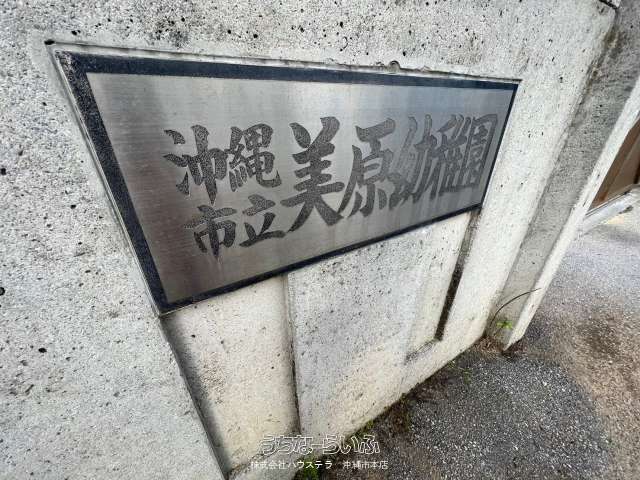 沖縄
市立
美原幼稚園
うちなーらいふ
株式会社ハウステラ 沖縄市本店